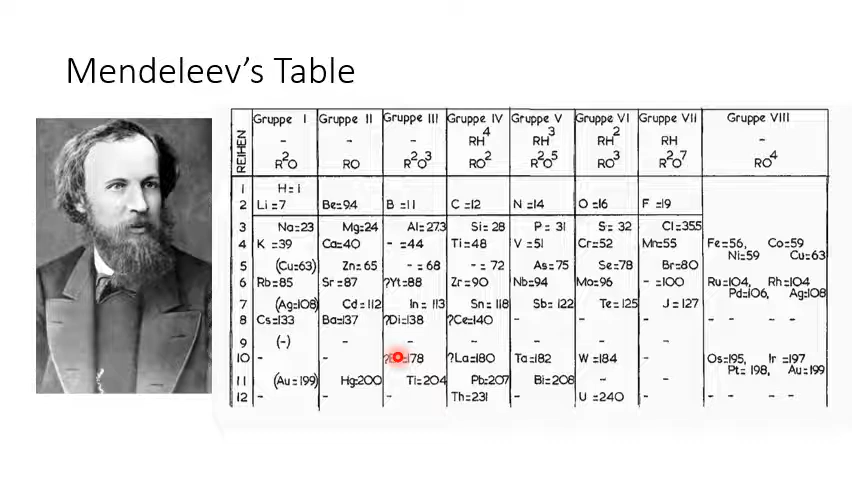 Mendeleev's Table
REIHEN Gruppe I Gruppe II Gruppe III Gruppe IV Gruppe V Gruppe VI Gruppe VII Gruppe VIII
- - - RH4 RH3 RH2 RH -
R2O RO R2O3 RO2 R2O5 RO3 R2O7 RO4
1 H=1
2 Li=7 Be=9.4 B=11 C=12 N=14 O=16 F=19
3 Na=23 Mg=24 Al=27.3 Si=28 P=31 S=32 Cl=35.5
4 K=39 Ca=40 -=44 Ti=48 V=51 Cr=52 Mn=55 Fe=56, Co=59
Ni=59 Cu=63
5 (Cu=63) Zn=65 -=68 -=72 As=75 Se=78 Br=80
6 Rb=85 Sr=87 ?Yt=88 Zr=90 Nb=94 Mo=96 -=100 Ru=104, Rh=104
Pd=106, Ag=108
7 (Ag=108) Cd=112 In=113 Sn=118 Sb=122 Te=125 J=127
8 Cs=133 Ba=137 ?Di=138 ?Ce=140 - - - - - - -
9 (-) - - - - - -
10 - - =178 ?La=180 Ta=182 W=184 - Os=195, Ir=197
Pt=198, Au=199
11 (Au=199) Hg=200 Tl=204 Pb=207 Bi=208 - -
12 - - - Th=231 - U=240 - - - - -